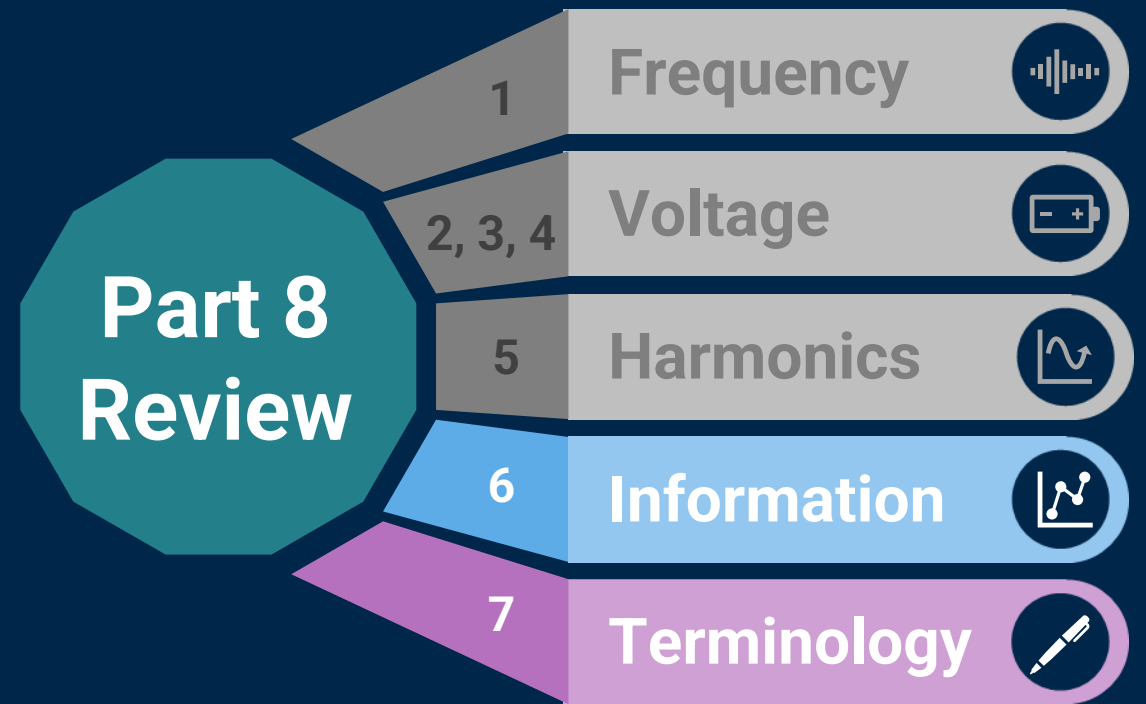 Part 8
Review
1
Frequency
2, 3, 4
Voltage
5
Harmonics
6
Information
7
Terminology